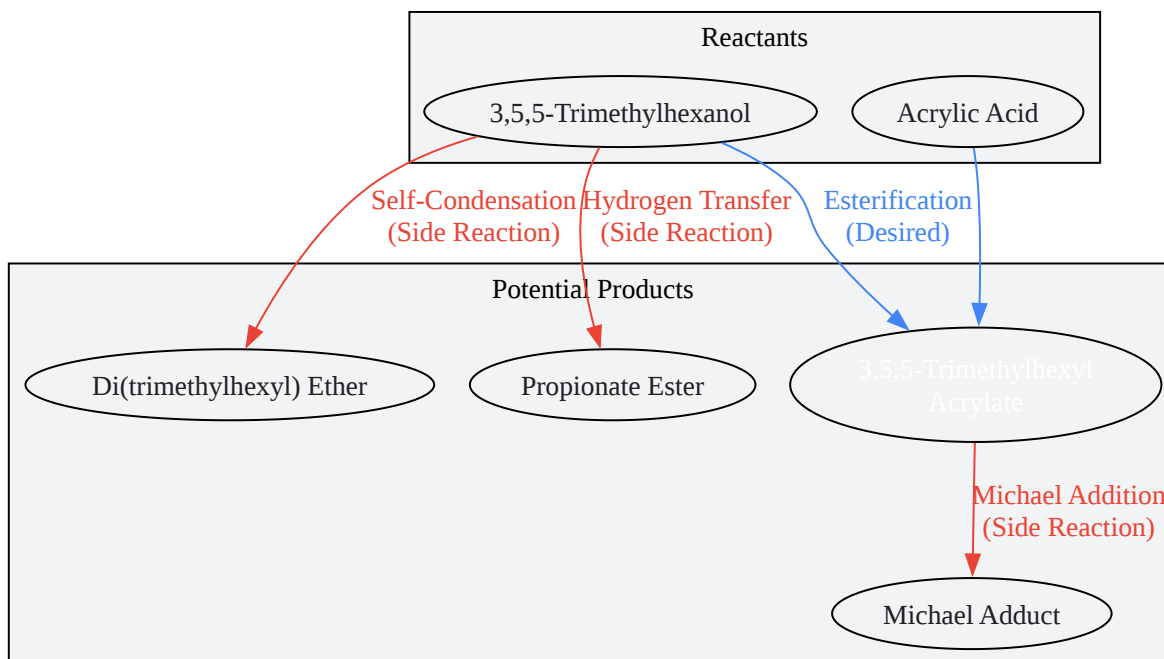 Reactants
3,5,5-Trimethylhexanol
Acrylic Acid
Self-Condensation
(Side Reaction)
Hydrogen Transfer
(Side Reaction)
Esterification
(Desired)
Potential Products
Di(trimethylhexyl) Ether
Propionate Ester
3,5,5-Trimethylhexyl
Acrylate
Michael Addition
(Side Reaction)
Michael Adduct